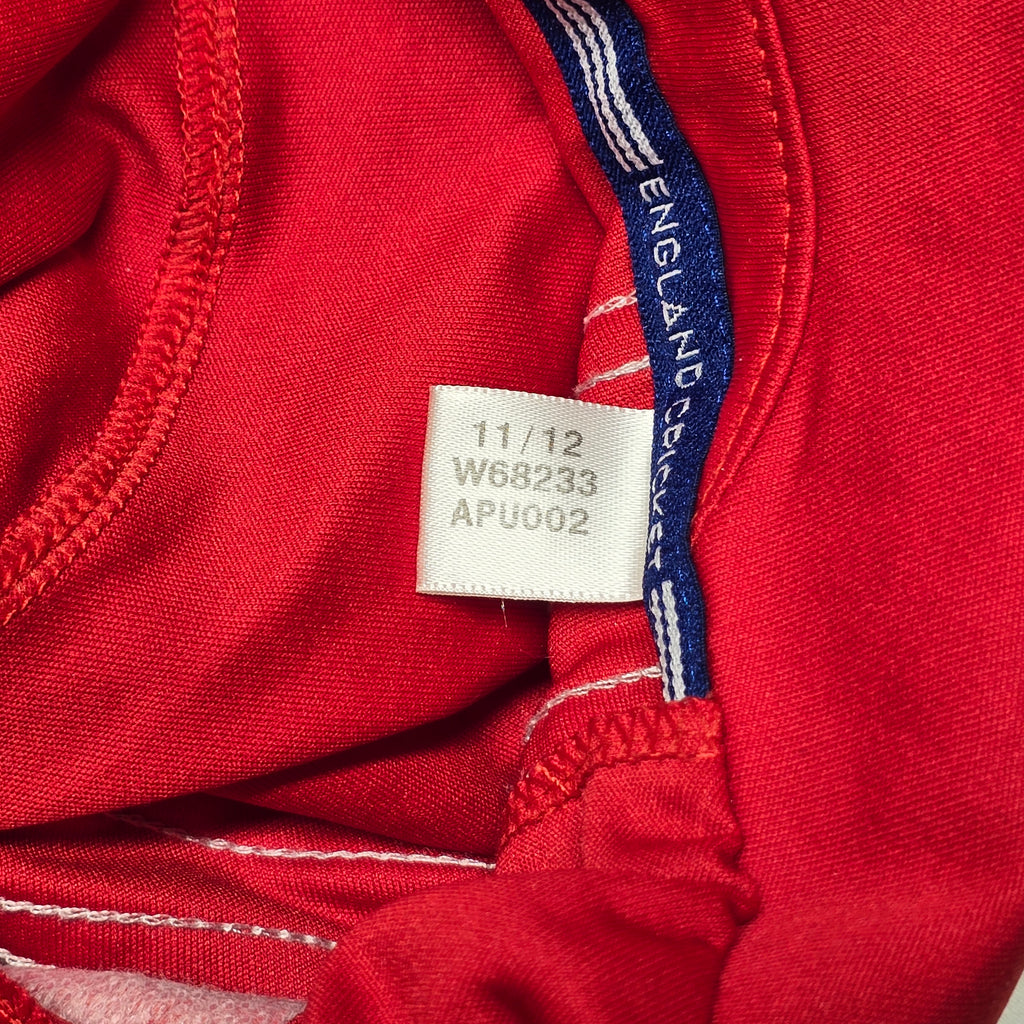 ENGLAND CRICKET
11/12
W68233
APU002